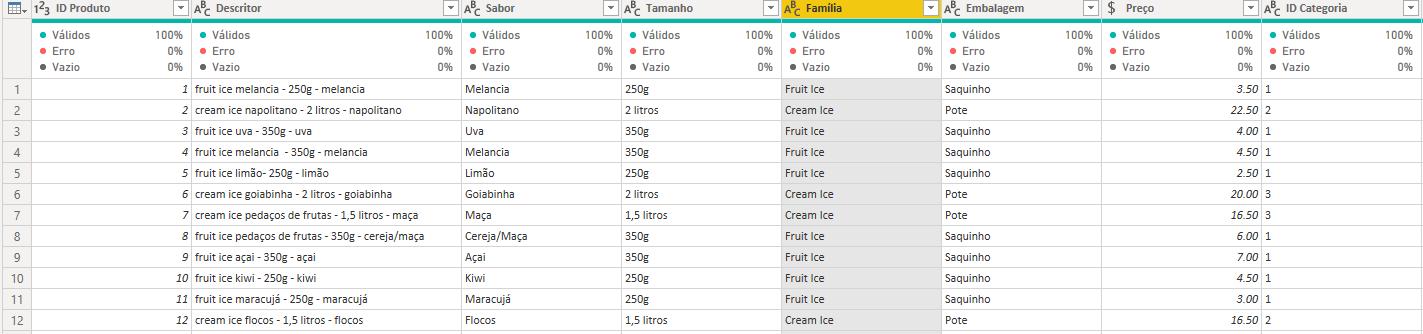 1²3 ID Produto ABC Descritor ABC Sabor ABC Tamanho ABC Família ABC Embalagem $ Preço ABC ID Categoria
Válidos 100% Válidos 100% Válidos 100% Válidos 100% Válidos 100% Válidos 100% Válidos 100% Válidos 100%
Erro 0% Erro 0% Erro 0% Erro 0% Erro 0% Erro 0% Erro 0% Erro 0%
Vazio 0% Vazio 0% Vazio 0% Vazio 0% Vazio 0% Vazio 0% Vazio 0% Vazio 0%
1 1 fruit ice melancia - 250g - melancia Melancia 250g Fruit Ice Saquinho 3.50 1
2 2 cream ice napolitano - 2 litros - napolitano Napolitano 2 litros Cream Ice Pote 22.50 2
3 3 fruit ice uva - 350g - uva Uva 350g Fruit Ice Saquinho 4.00 1
4 4 fruit ice melancia  - 350g - melancia Melancia 350g Fruit Ice Saquinho 4.50 1
5 5 fruit ice limão- 250g - limão Limão 250g Fruit Ice Saquinho 2.50 1
6 6 cream ice goiabinha - 2 litros - goiabinha Goiabinha 2 litros Cream Ice Pote 20.00 3
7 7 cream ice pedaços de frutas - 1,5 litros - maça Maça 1,5 litros Cream Ice Pote 16.50 3
8 8 fruit ice pedaços de frutas - 350g - cereja/maça Cereja/Maça 350g Fruit Ice Saquinho 6.00 1
9 9 fruit ice açai - 350g - açai Açai 350g Fruit Ice Saquinho 7.00 1
10 10 fruit ice kiwi - 250g - kiwi Kiwi 250g Fruit Ice Saquinho 4.50 1
11 11 fruit ice maracujá - 250g - maracujá Maracujá 250g Fruit Ice Saquinho 3.00 1
12 12 cream ice flocos - 1,5 litros - flocos Flocos 1,5 litros Cream Ice Pote 16.50 2